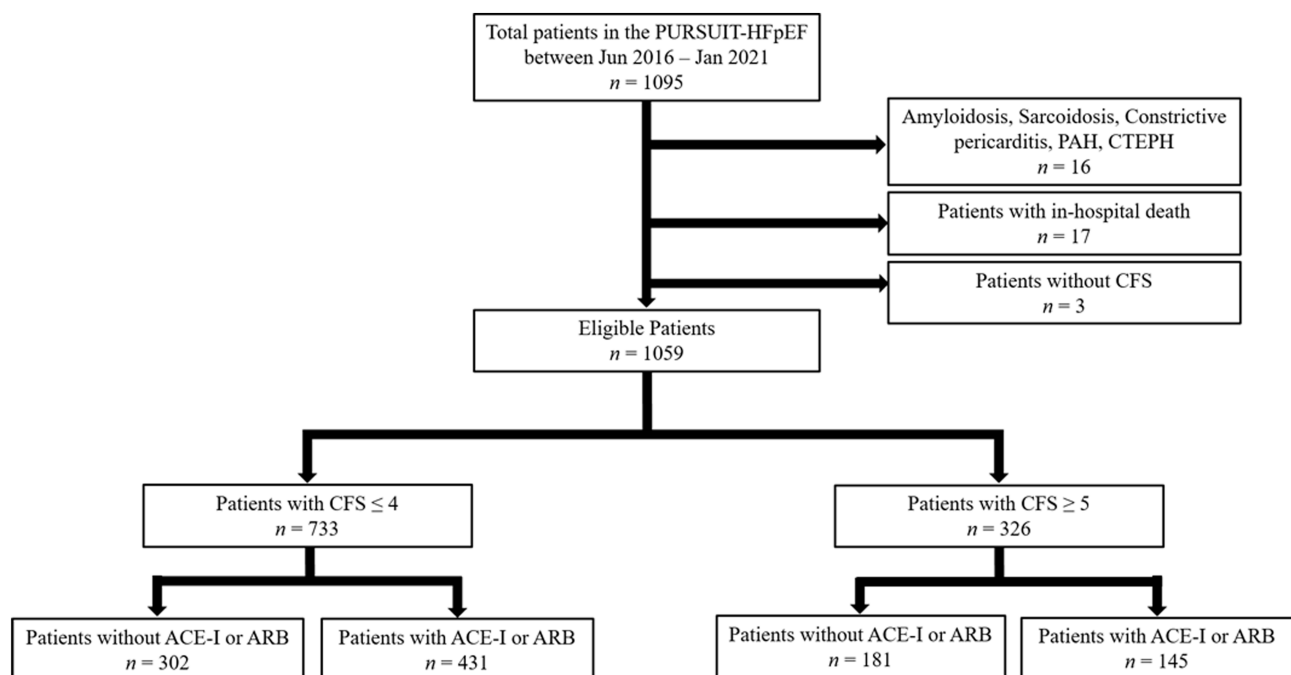 Total patients in the PURSUIT-HFpEF
between Jun 2016 – Jan 2021
n = 1095
Amyloidosis, Sarcoidosis, Constrictive
pericarditis, PAH, CTEPH
n = 16
Patients with in-hospital death
n = 17
Patients without CFS
n = 3
Eligible Patients
n = 1059
Patients with CFS ≤ 4
n = 733
Patients with CFS ≥ 5
n = 326
Patients without ACE-I or ARB
n = 302
Patients with ACE-I or ARB
n = 431
Patients without ACE-I or ARB
n = 181
Patients with ACE-I or ARB
n = 145